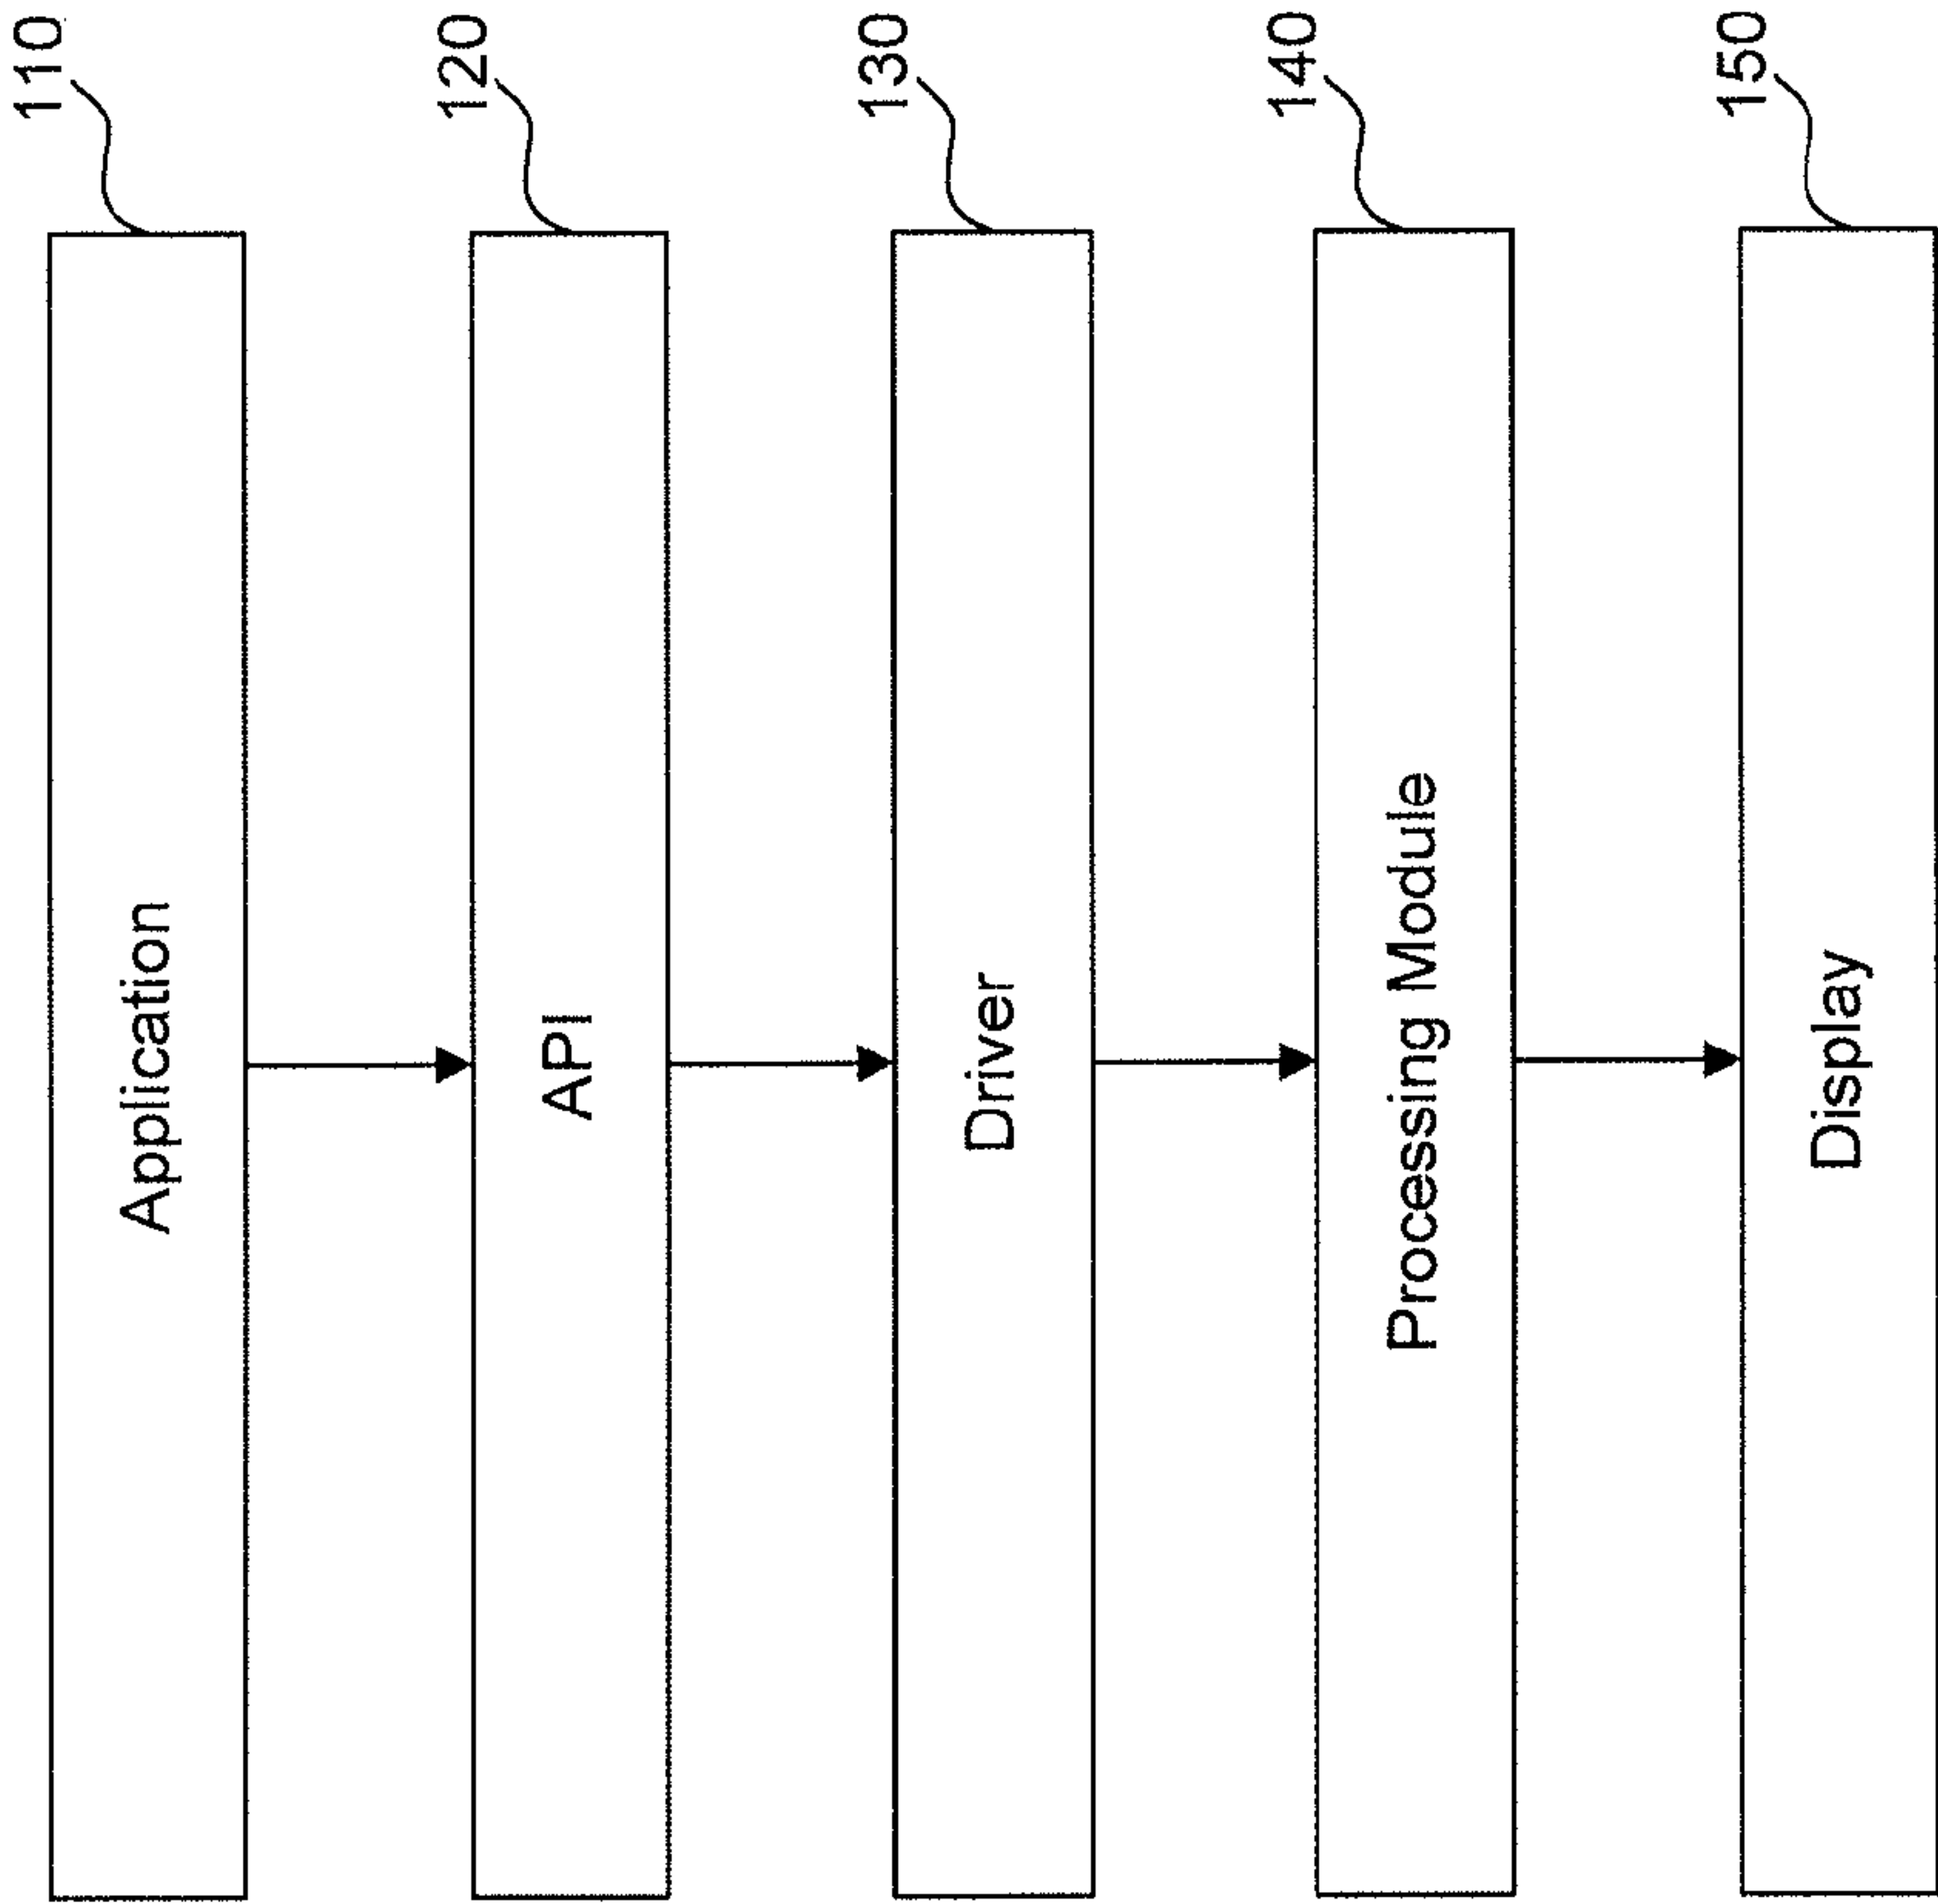 Application
110
API
120
Driver
130
Processing Module
140
Display
150